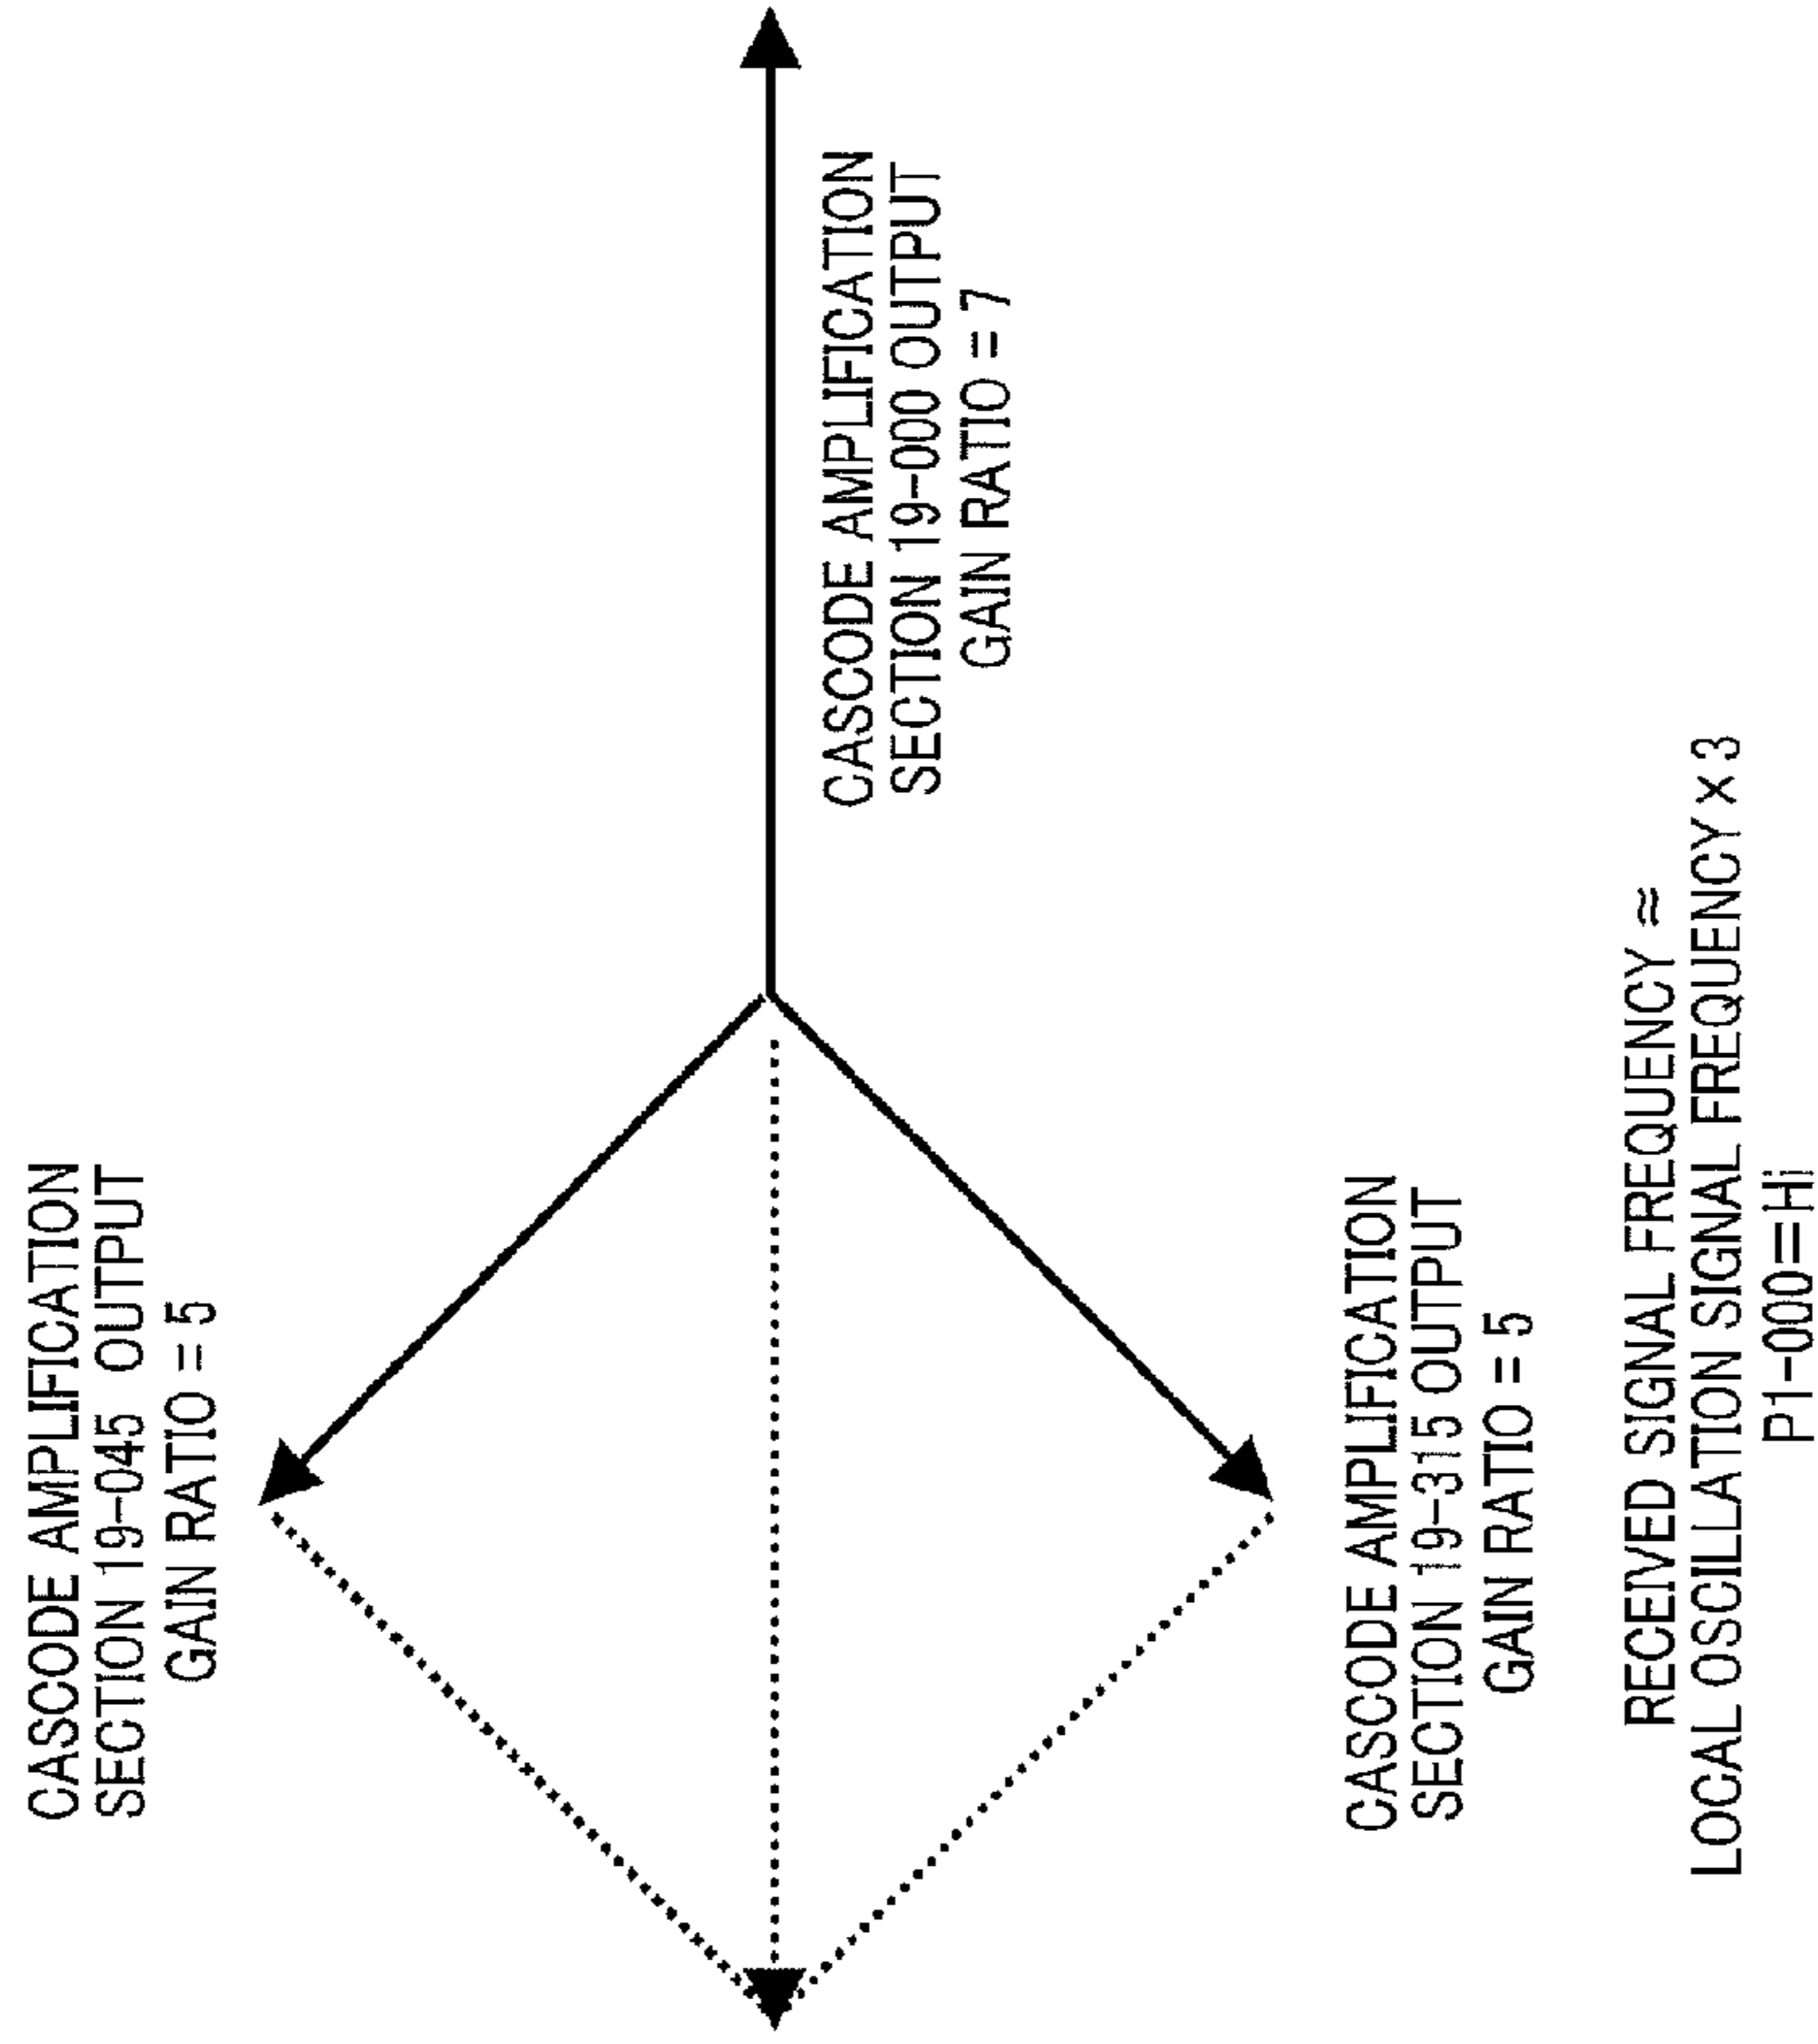 CASCODE AMPLIFICATION
SECTION 19-045 OUTPUT
GAIN RATIO = 5
CASCODE AMPLIFICATION
SECTION 19-000 OUTPUT
GAIN RATIO = 7
CASCODE AMPLIFICATION
SECTION 19-315 OUTPUT
GAIN RATIO = 5
RECEIVED SIGNAL FREQUENCY ≈
LOCAL OSCILLATION SIGNAL FREQUENCY x 3
P1-000=Hi